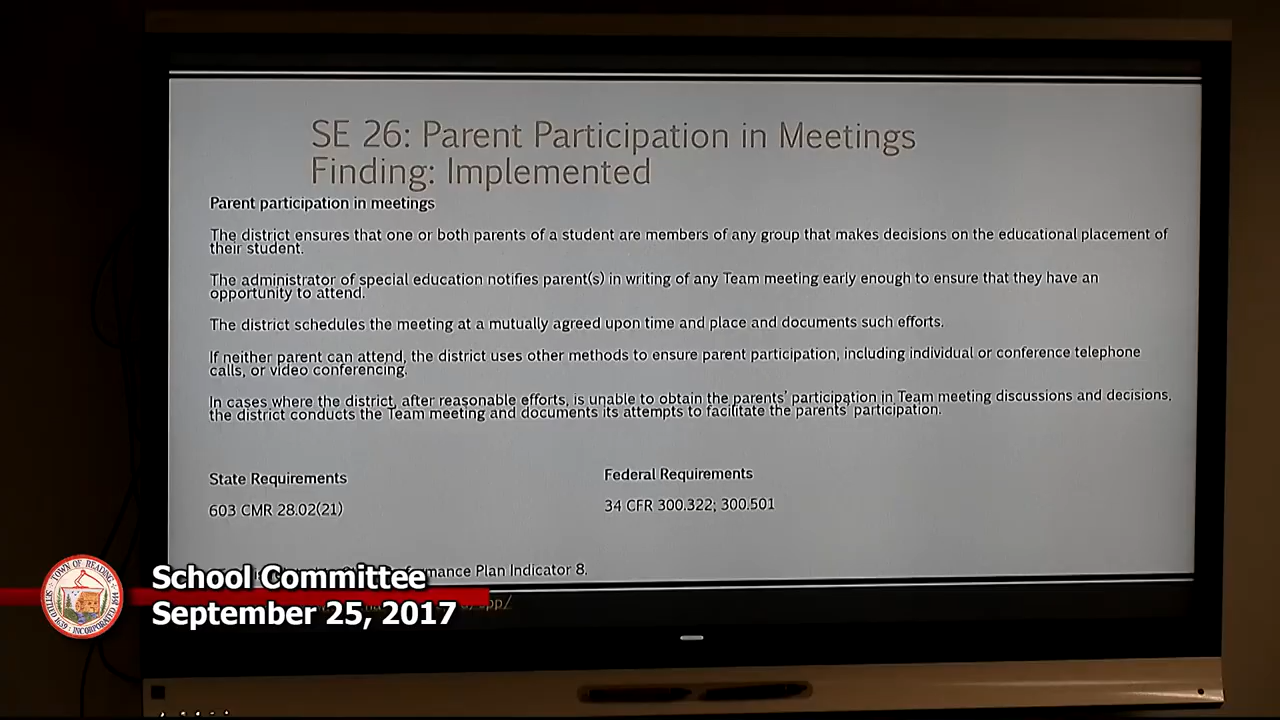 SE 26: Parent Participation in Meetings
Finding: Implemented
Parent participation in meetings
The district ensures that one or both parents of a student are members of any group that makes decisions on the educational placement of
their student.
The administrator of special education notifies parent(s) in writing of any Team meeting early enough to ensure that they have an
opportunity to attend.
The district schedules the meeting at a mutually agreed upon time and place and documents such efforts.
If neither parent can attend, the district uses other methods to ensure parent participation, including individual or conference telephone
calls, or video conferencing.
In cases where the district, after reasonable efforts, is unable to obtain the parents' participation in Team meeting discussions and decisions,
the district conducts the Team meeting and documents its attempts to facilitate the parents' participation.
State Requirements
Federal Requirements
603 CMR 28.02(21)
34 CFR 300.322; 300.501
Plan Indicator 8.
School Committee
September 25, 2017
TOWN OF READING
SETTLED 1639 INCORPORATED 1644